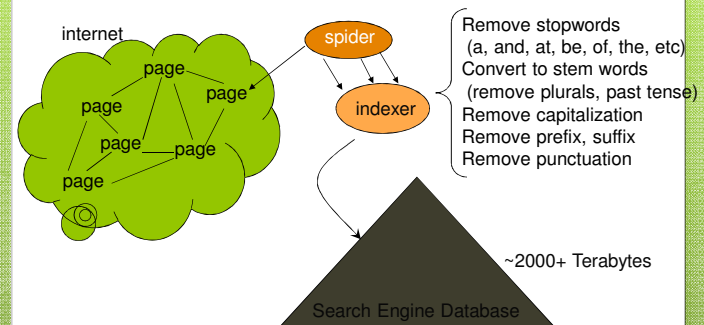 internet
page
page
page
page
page
page
spider
indexer
Remove stopwords
(a, and, at, be, of, the, etc)
Convert to stem words
(remove plurals, past tense)
Remove capitalization
Remove prefix, suffix
Remove punctuation
~2000+ Terabytes
Search Engine Database